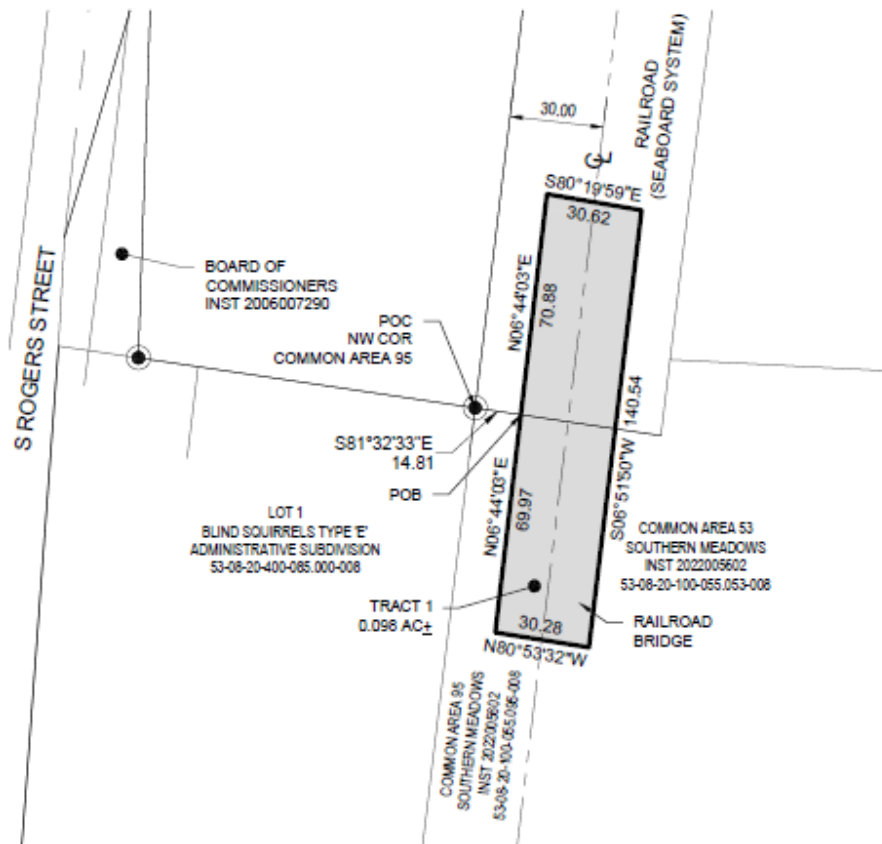 30.00
RAILROAD
(SEABOARD SYSTEM)
CL
S80°19'59"E
30.62
N06°44'03"E
70.88
BOARD OF
COMMISSIONERS
INST 2006007290
S ROGERS STREET
POC
NW COR
COMMON AREA 95
S81°32'33"E
14.81
POB
140.54
S06°51'50"W
N06°44'03"E
69.97
LOT 1
BLIND SQUIRRELS TYPE 'E'
ADMINISTRATIVE SUBDIVISION
53-08-20-400-085.000-008
COMMON AREA 53
SOUTHERN MEADOWS
INST 2022005602
53-08-20-100-055.053-008
TRACT 1
0.098 AC±
30.28
N80°53'32"W
RAILROAD
BRIDGE
COMMON AREA 95
SOUTHERN MEADOWS
INST 2022005602
53-08-20-100-055.095-008